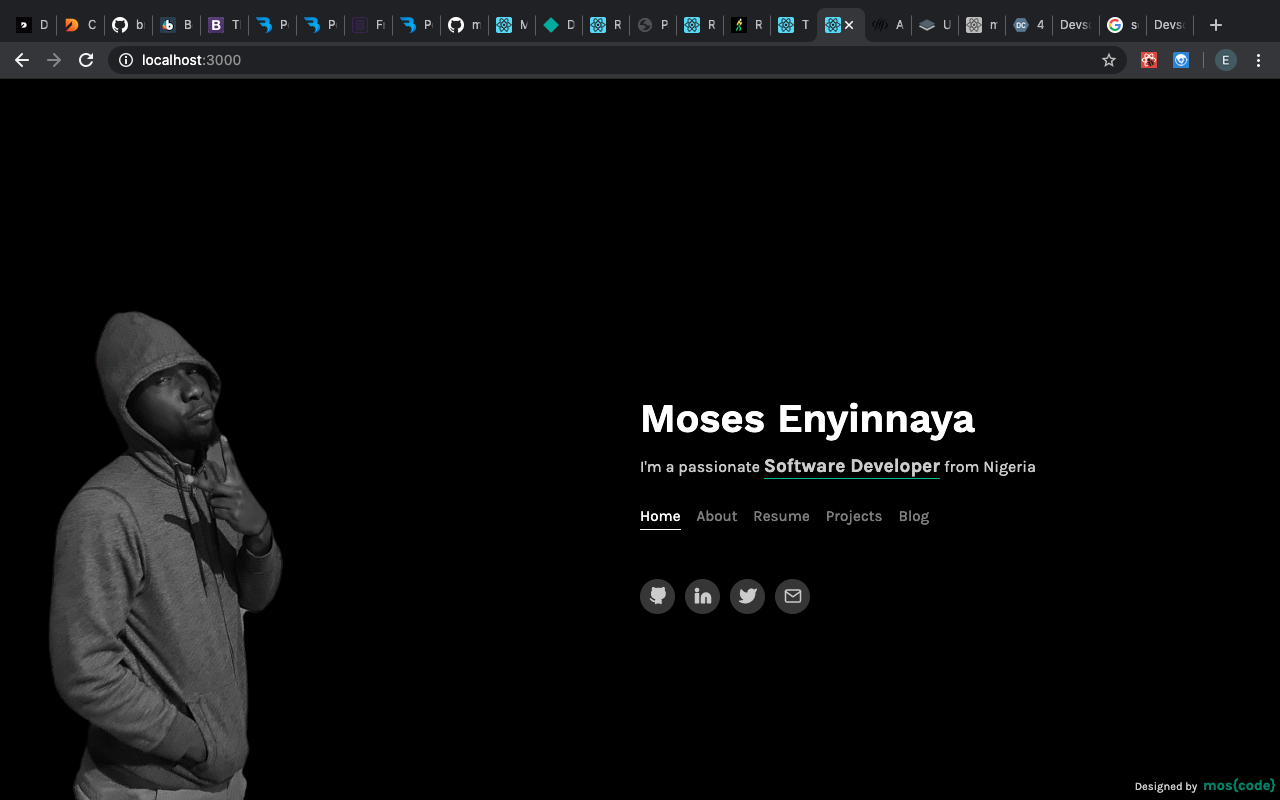 D
C
b
B
T
P
P
F
P
m
M
D
R
P
R
R
T
A
U
m
4
Devs
s
Devs
localhost:3000
E
Moses Enyinnaya
I'm a passionate Software Developer from Nigeria
Home About Resume Projects Blog
Designed by mos{code}